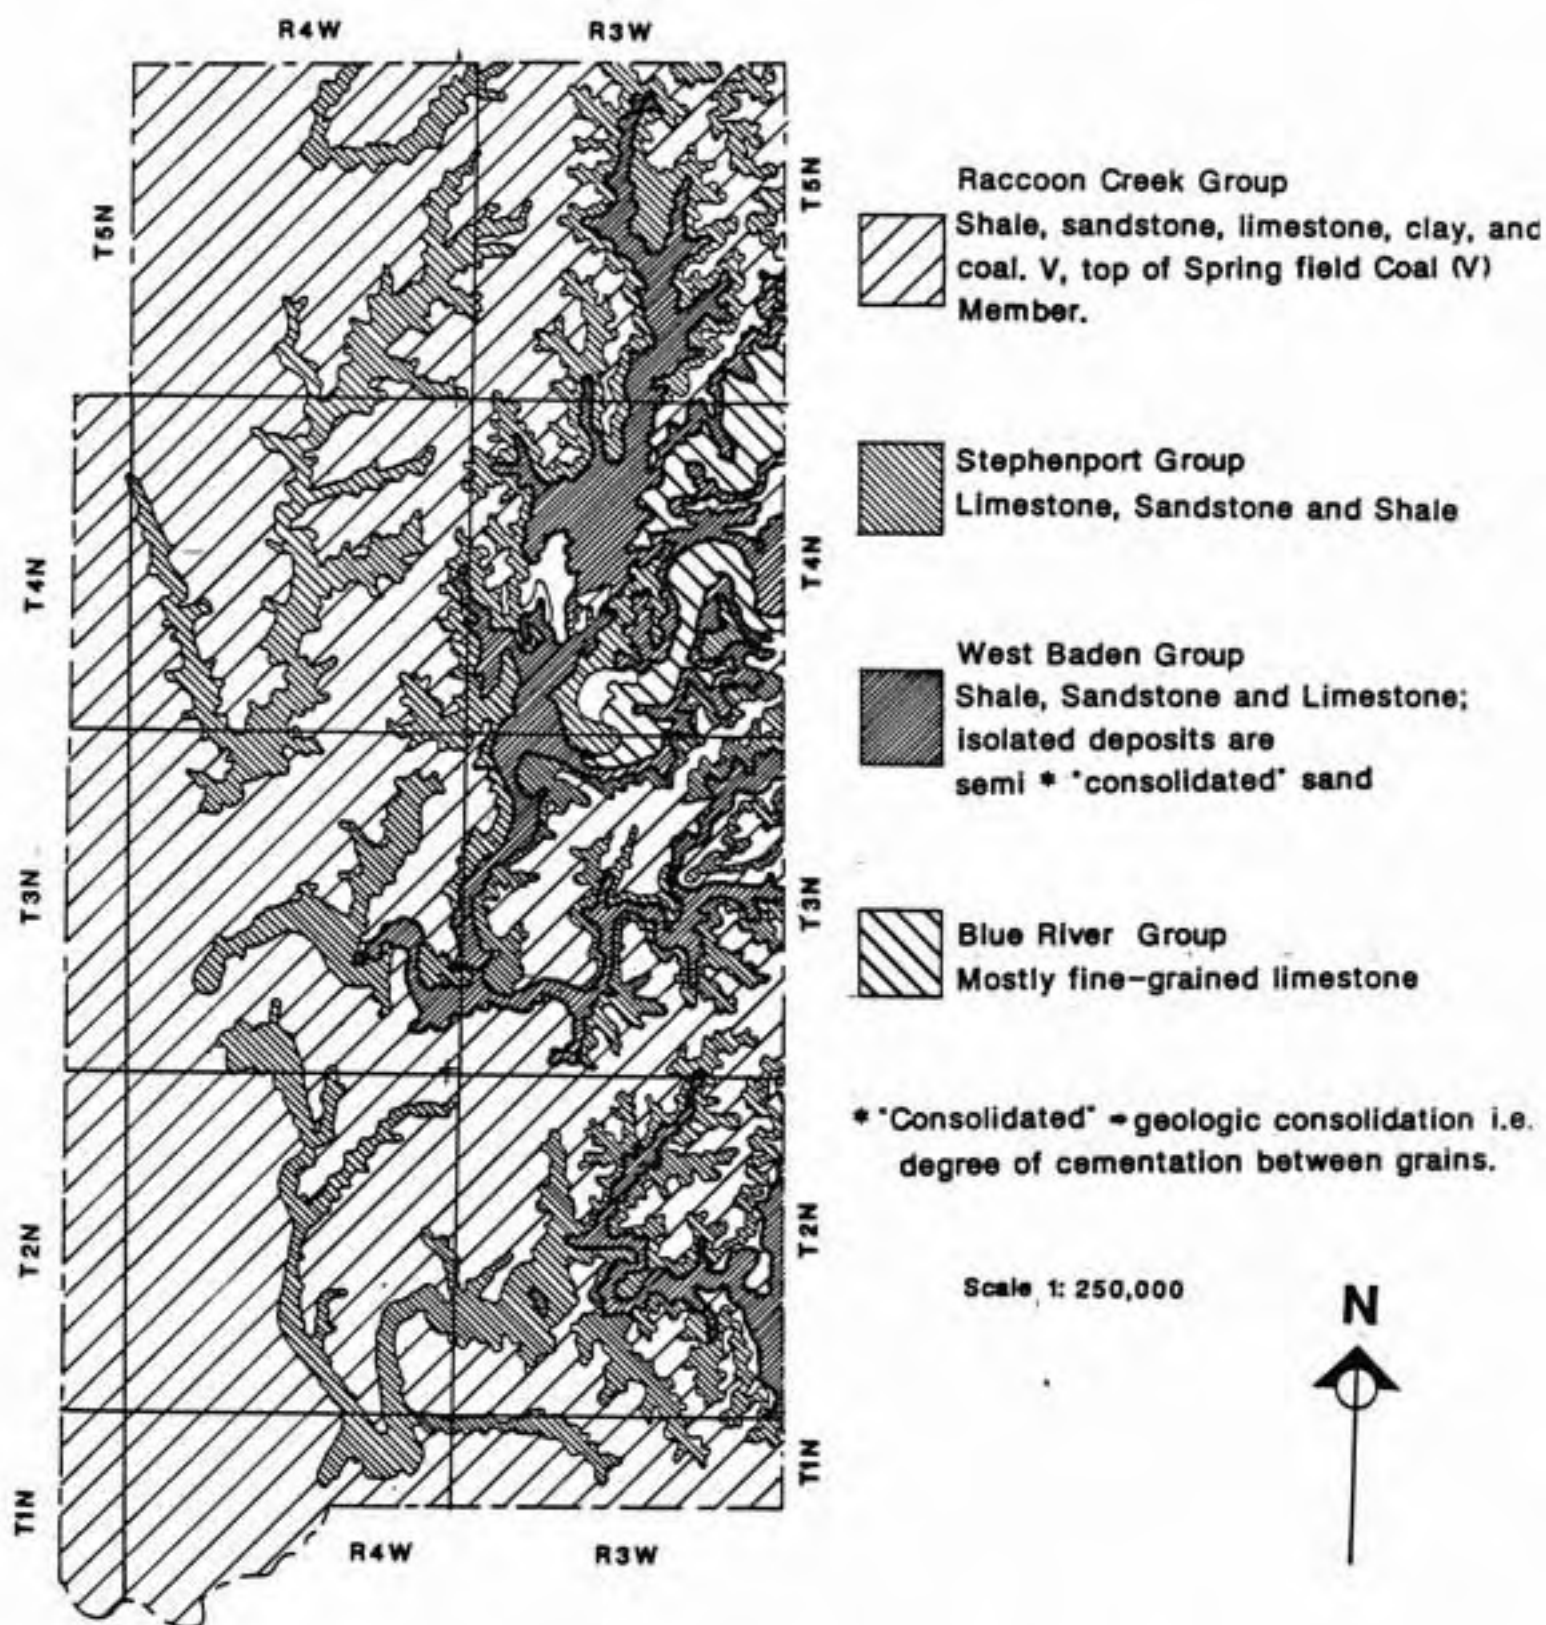 R4W R3W
T5N
T5N
T4N
T4N
T3N
T3N
T2N
T2N
T1N
T1N
R4W R3W
Raccoon Creek Group
Shale, sandstone, limestone, clay, and
coal. V, top of Spring field Coal (V)
Member.
Stephenport Group
Limestone, Sandstone and Shale
West Baden Group
Shale, Sandstone and Limestone;
isolated deposits are
semi * "consolidated" sand
Blue River Group
Mostly fine-grained limestone
* "Consolidated" = geologic consolidation i.e.
degree of cementation between grains.
Scale 1: 250,000
N